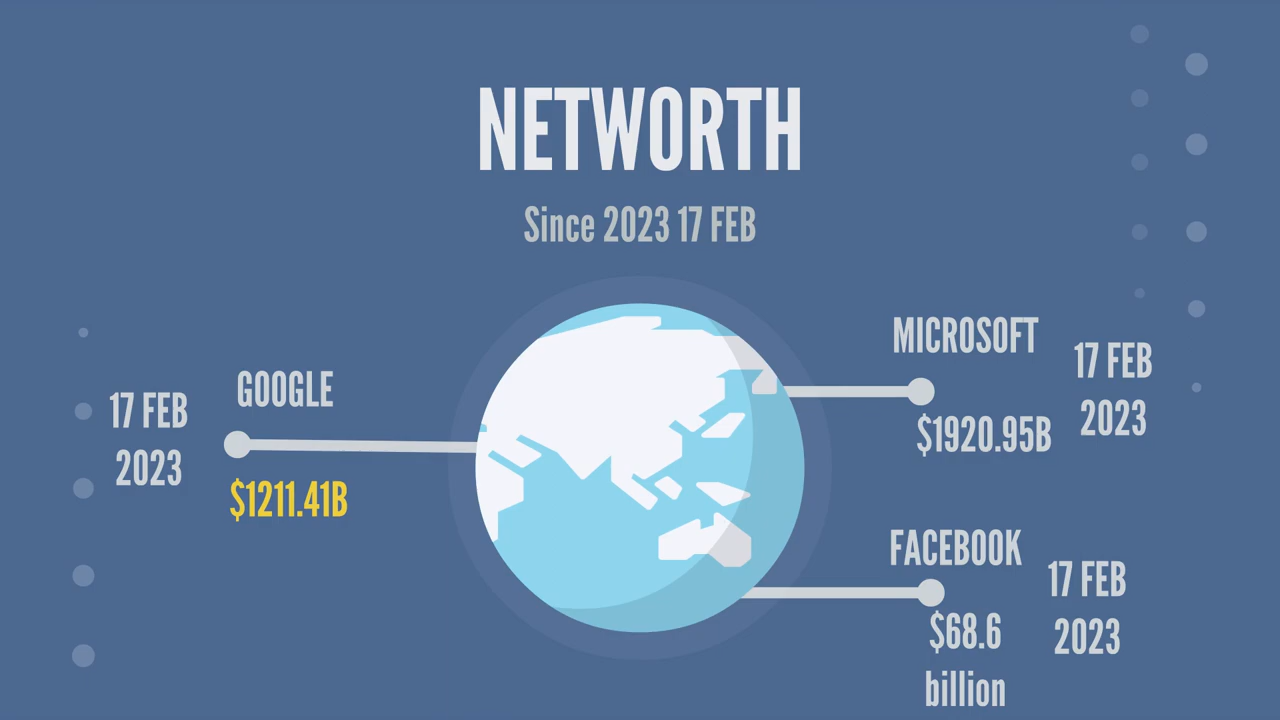 NETWORTH
Since 2023 17 FEB
GOOGLE
17 FEB
2023
$1211.41B
MICROSOFT
17 FEB
2023
$1920.95B
FACEBOOK
17 FEB
2023
$68.6
billion